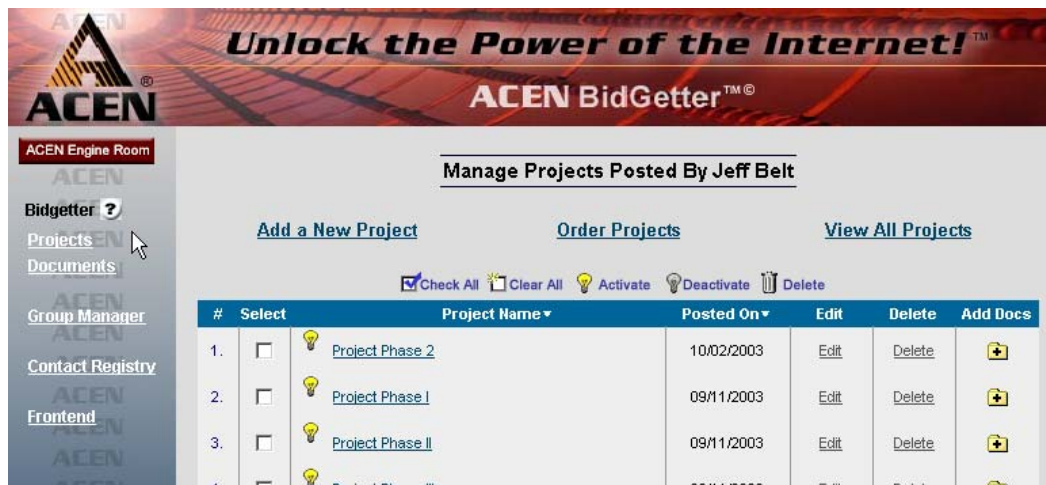 Unlock the Power of the Internet!™
ACEN®
ACEN BidGetter™©
ACEN Engine Room
Manage Projects Posted By Jeff Belt
Bidgetter ?
Projects
Documents
Group Manager
Contact Registry
Frontend
Add a New Project Order Projects View All Projects
Check All Clear All Activate Deactivate Delete
# Select Project Name▾ Posted On▾ Edit Delete Add Docs
1. Project Phase 2 10/02/2003 Edit Delete
2. Project Phase I 09/11/2003 Edit Delete
3. Project Phase II 09/11/2003 Edit Delete